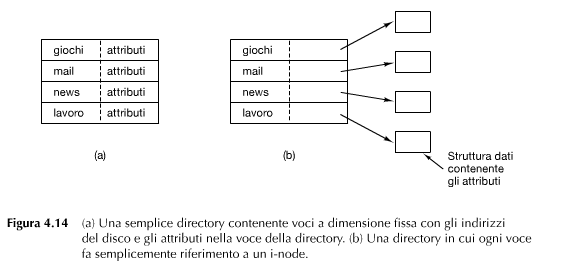 giochi attributi
mail attributi
news attributi
lavoro attributi
(a)
giochi
mail
news
lavoro
(b)
Struttura dati
contenente
gli attributi
Figura 4.14 (a) Una semplice directory contenente voci a dimensione fissa con gli indirizzi
del disco e gli attributi nella voce della directory. (b) Una directory in cui ogni voce
fa semplicemente riferimento a un i-node.